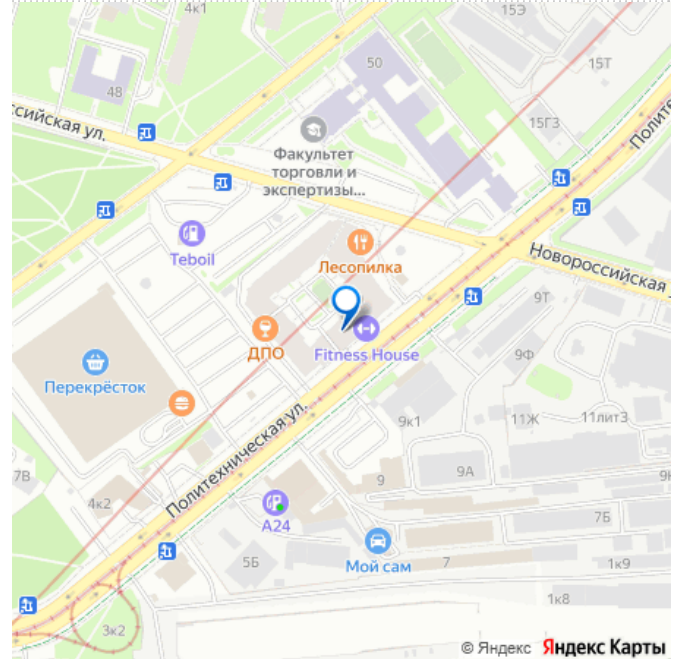 15Э
4к1
50
15Т
48
ссийская ул.
15Г3
Полите
Факультет
торговли и
экспертизы...
Teboil
Лесопилка
Новороссийская
9Т
ДПО
Fitness House
9Ф
Перекрёсток
9к1
11Ж
11лит3
Политехническая ул.
7В
9
9А
4к2
А24
7Б
5Б
Мой сам
7
1к9
1к8
3к2
© Яндекс Яндекс Карты